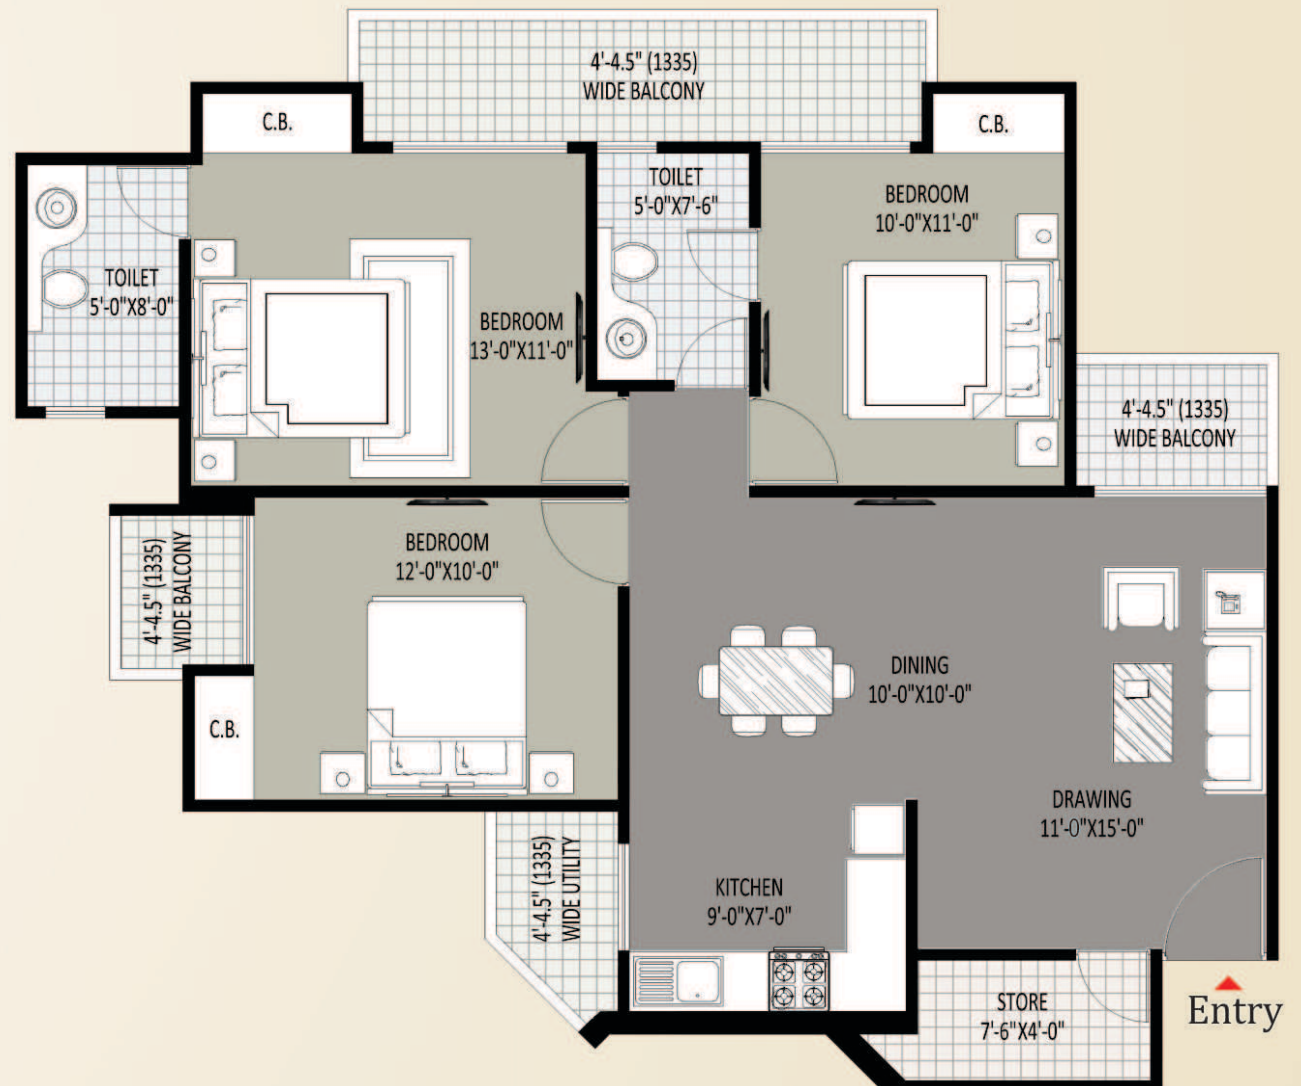 4'-4.5" (1335)
WIDE BALCONY
C.B.
C.B.
TOILET
5'-0"X7'-6"
BEDROOM
10'-0"X11'-0"
TOILET
5'-0"X8'-0"
BEDROOM
13'-0"X11'-0"
4'-4.5" (1335)
WIDE BALCONY
BEDROOM
12'-0"X10'-0"
4'-4.5" (1335)
WIDE BALCONY
DINING
10'-0"X10'-0"
C.B.
DRAWING
11'-0"X15'-0"
4'-4.5" (1335)
WIDE UTILITY
KITCHEN
9'-0"X7'-0"
STORE
7'-6"X4'-0"
Entry